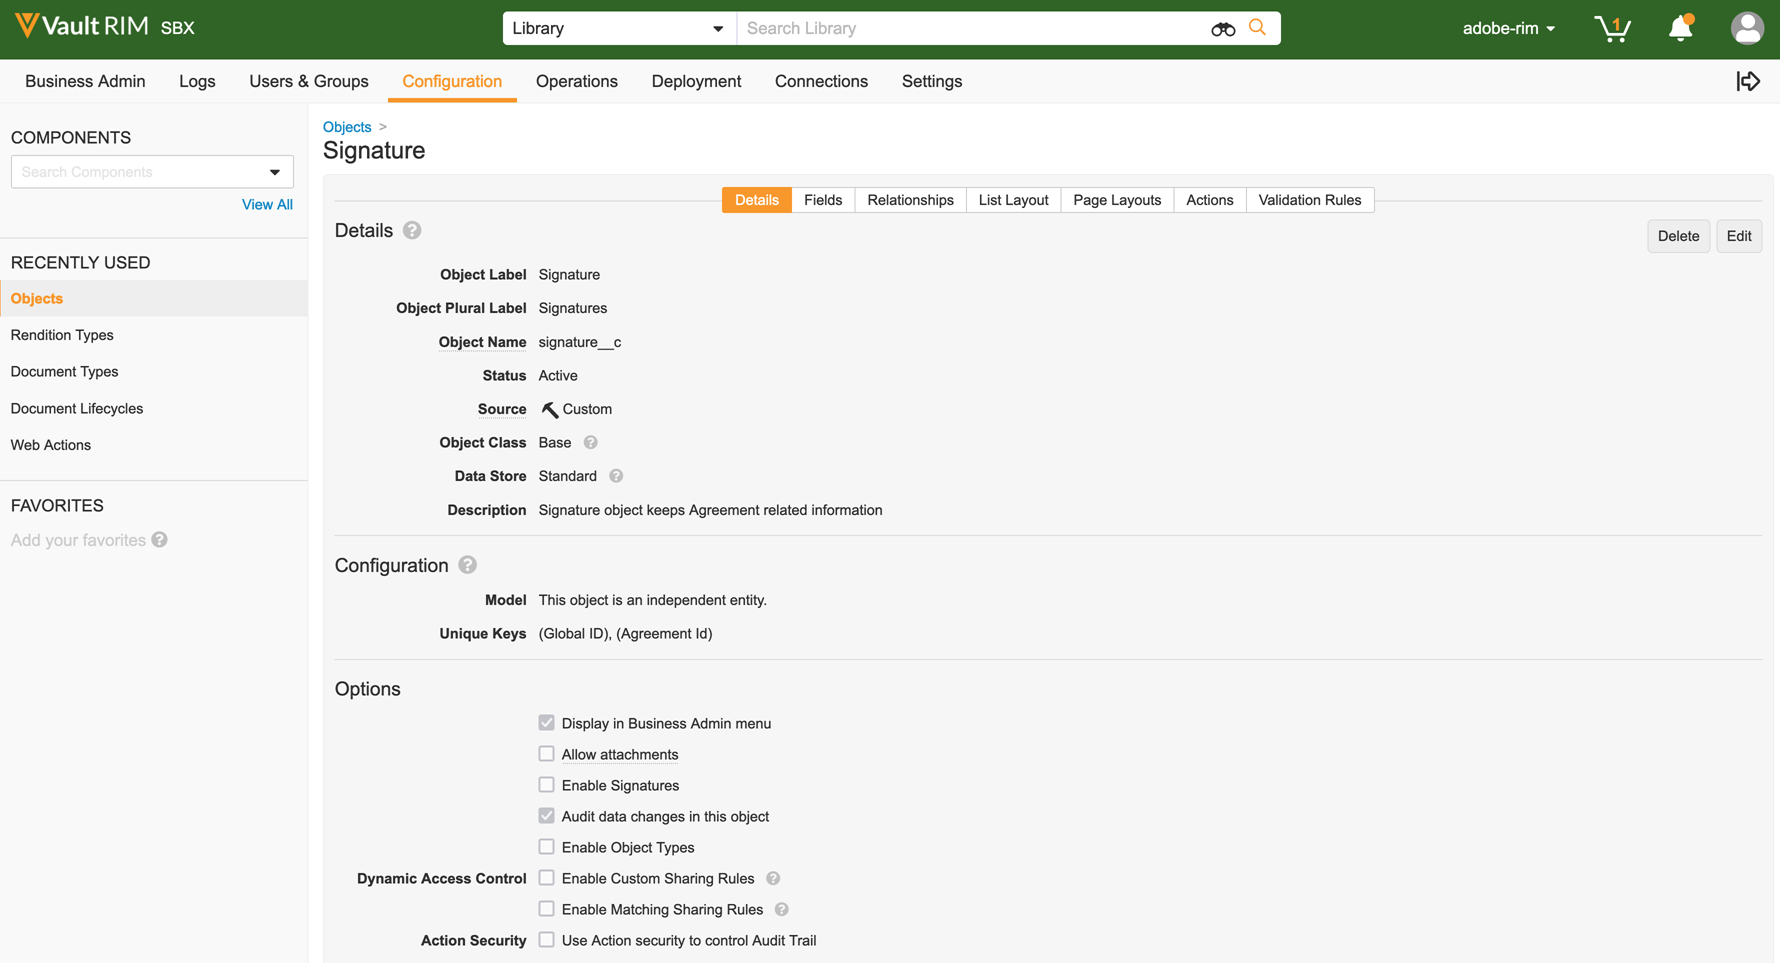 Vault RIM SBX
Library
Search Library
adobe-rim
1
Business Admin
Logs
Users & Groups
Configuration
Operations
Deployment
Connections
Settings
COMPONENTS
Search Components
View All
RECENTLY USED
Objects
Rendition Types
Document Types
Document Lifecycles
Web Actions
FAVORITES
Add your favorites ?
Objects >
Signature
Details
Fields
Relationships
List Layout
Page Layouts
Actions
Validation Rules
Details ?
Delete
Edit
Object Label Signature
Object Plural Label Signatures
Object Name signature__c
Status Active
Source Custom
Object Class Base ?
Data Store Standard ?
Description Signature object keeps Agreement related information
Configuration ?
Model This object is an independent entity.
Unique Keys (Global ID), (Agreement Id)
Options
Display in Business Admin menu
Allow attachments
Enable Signatures
Audit data changes in this object
Enable Object Types
Dynamic Access Control Enable Custom Sharing Rules ?
Enable Matching Sharing Rules ?
Action Security Use Action security to control Audit Trail